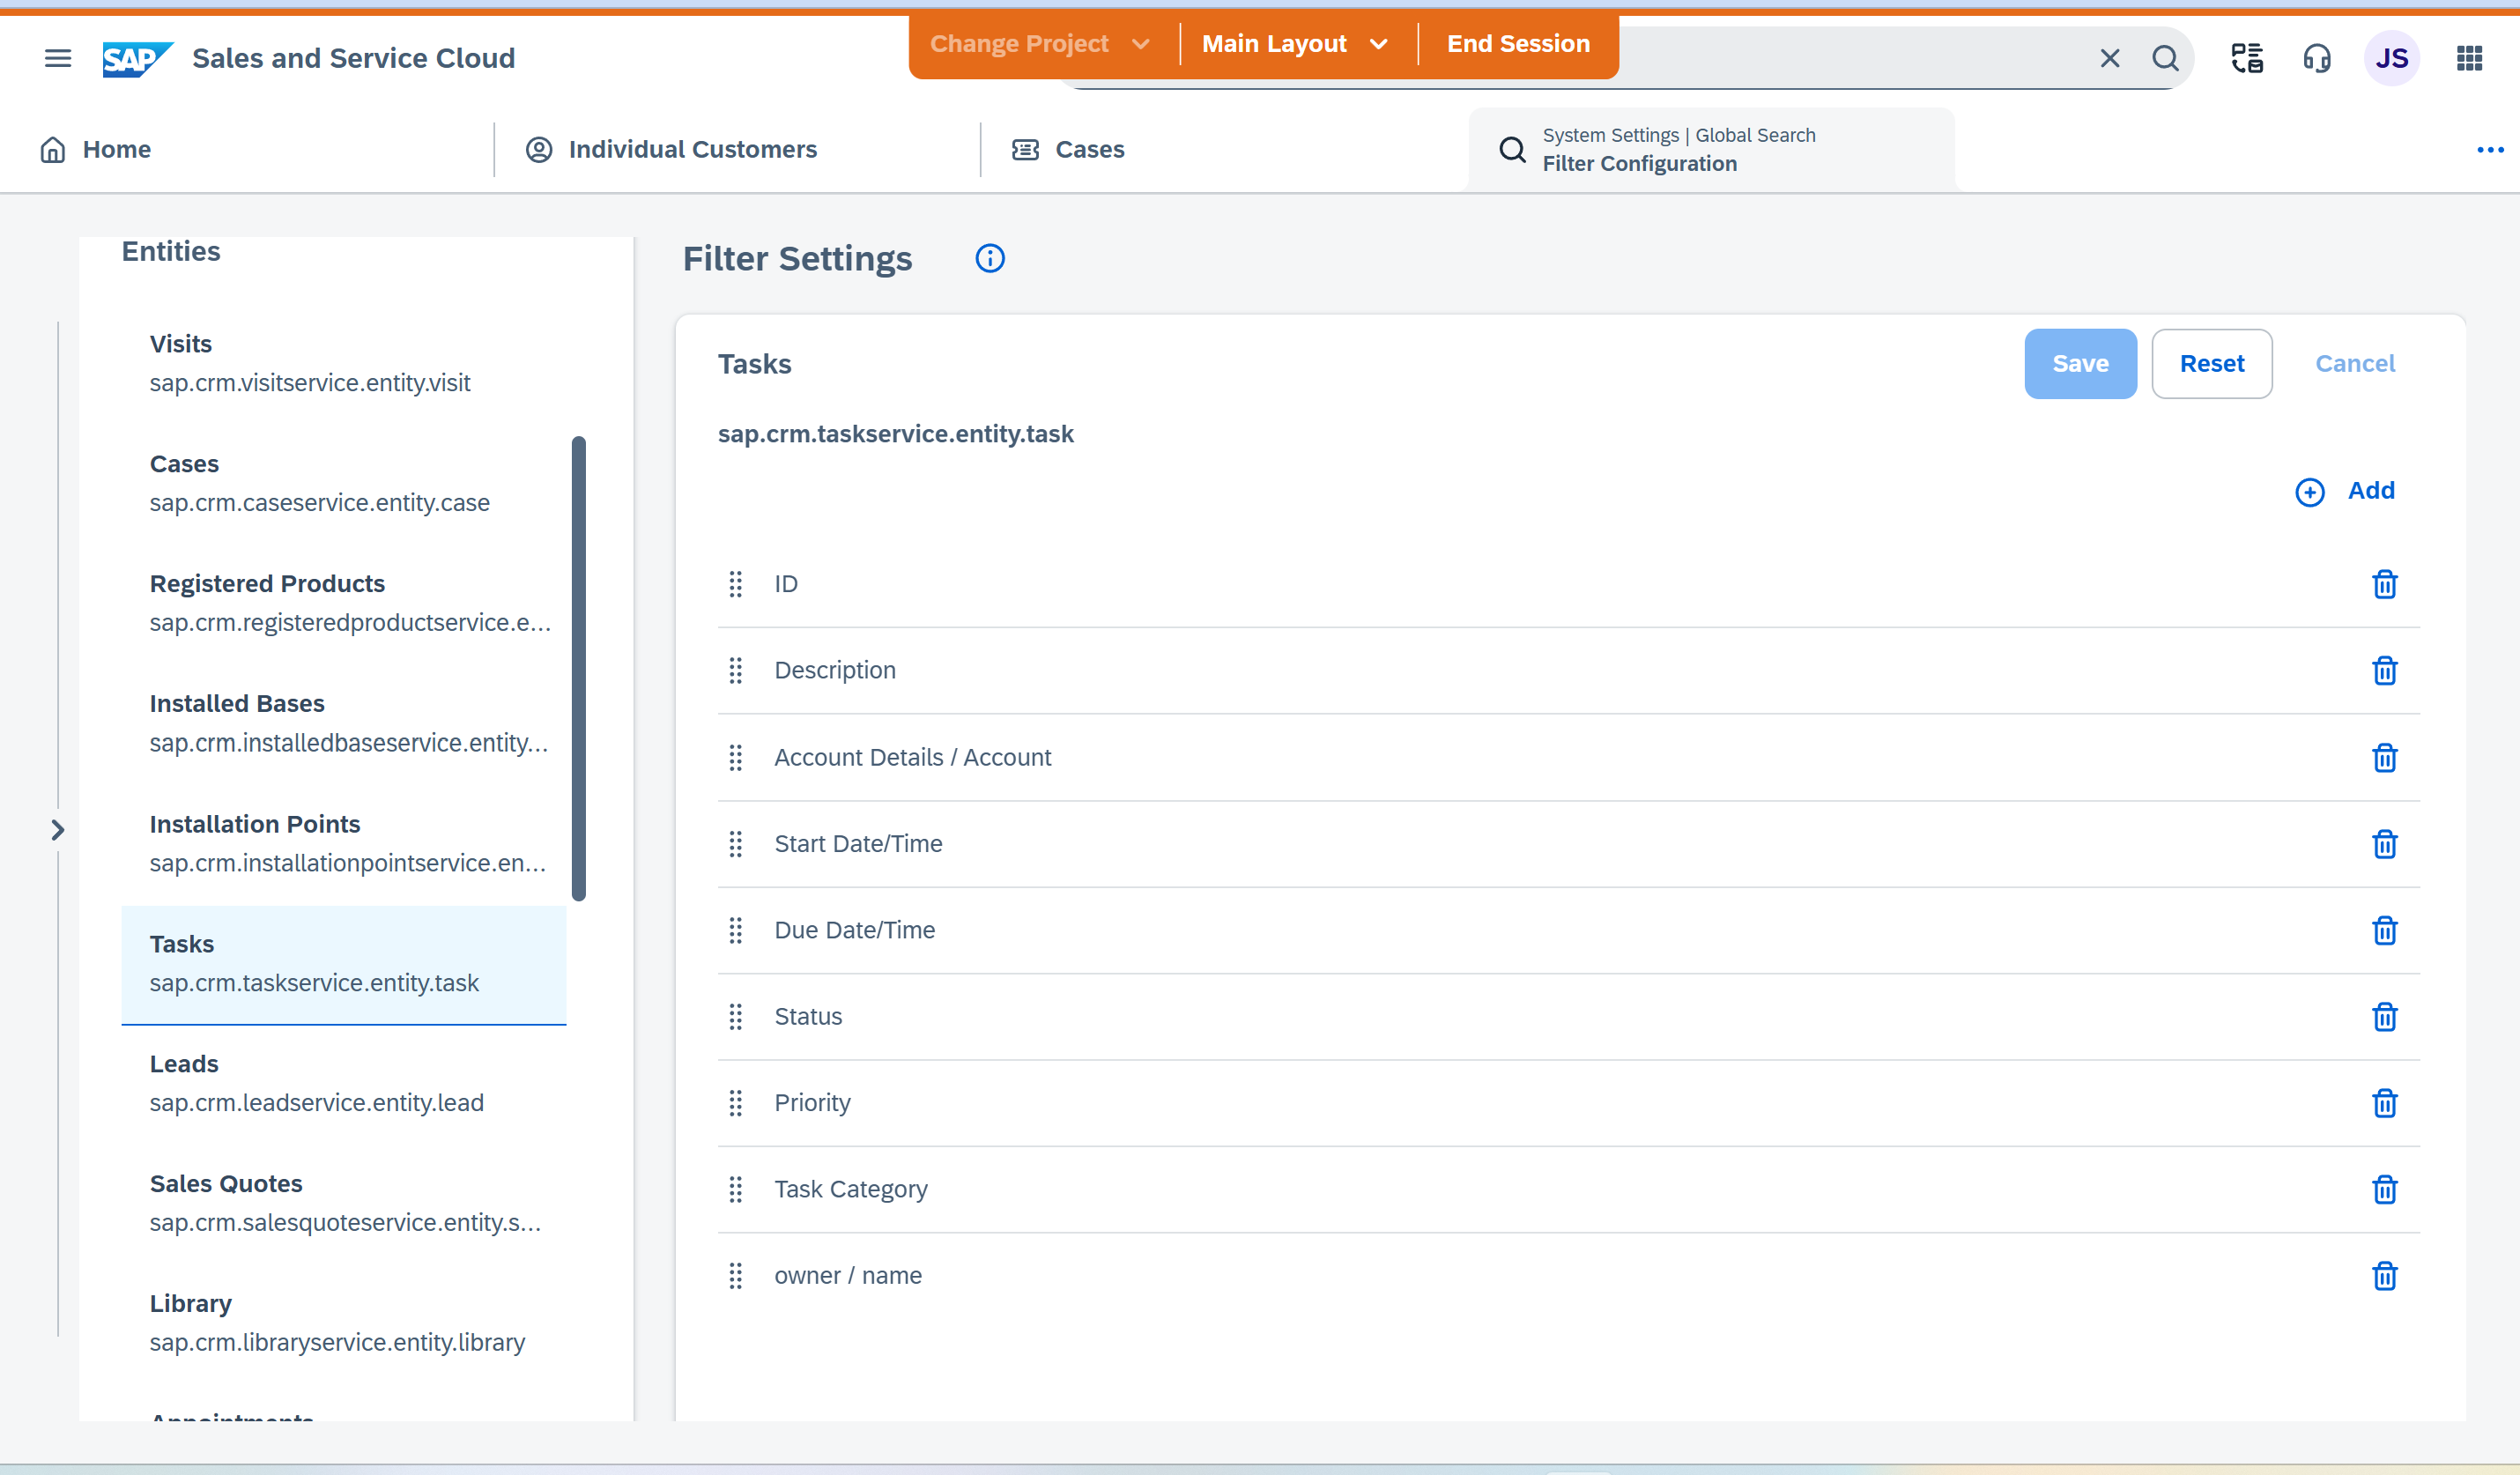 Change Project
Main Layout
End Session
SAP
Sales and Service Cloud
JS
Home
Individual Customers
Cases
System Settings | Global Search
Filter Configuration
Entities
Visits
sap.crm.visitservice.entity.visit
Cases
sap.crm.caseservice.entity.case
Registered Products
sap.crm.registeredproductservice.e...
Installed Bases
sap.crm.installedbaseservice.entity...
Installation Points
sap.crm.installationpointservice.en...
Tasks
sap.crm.taskservice.entity.task
Leads
sap.crm.leadservice.entity.lead
Sales Quotes
sap.crm.salesquoteservice.entity.s...
Library
sap.crm.libraryservice.entity.library
Appointments
Filter Settings
Tasks
Save
Reset
Cancel
sap.crm.taskservice.entity.task
Add
ID
Description
Account Details / Account
Start Date/Time
Due Date/Time
Status
Priority
Task Category
owner / name